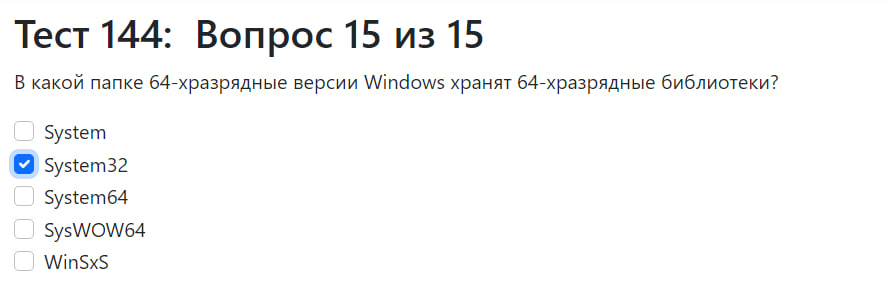 Тест 144: Вопрос 15 из 15
В какой папке 64-хразрядные версии Windows хранят 64-хразрядные библиотеки?
System
System32
System64
SysWOW64
WinSxS